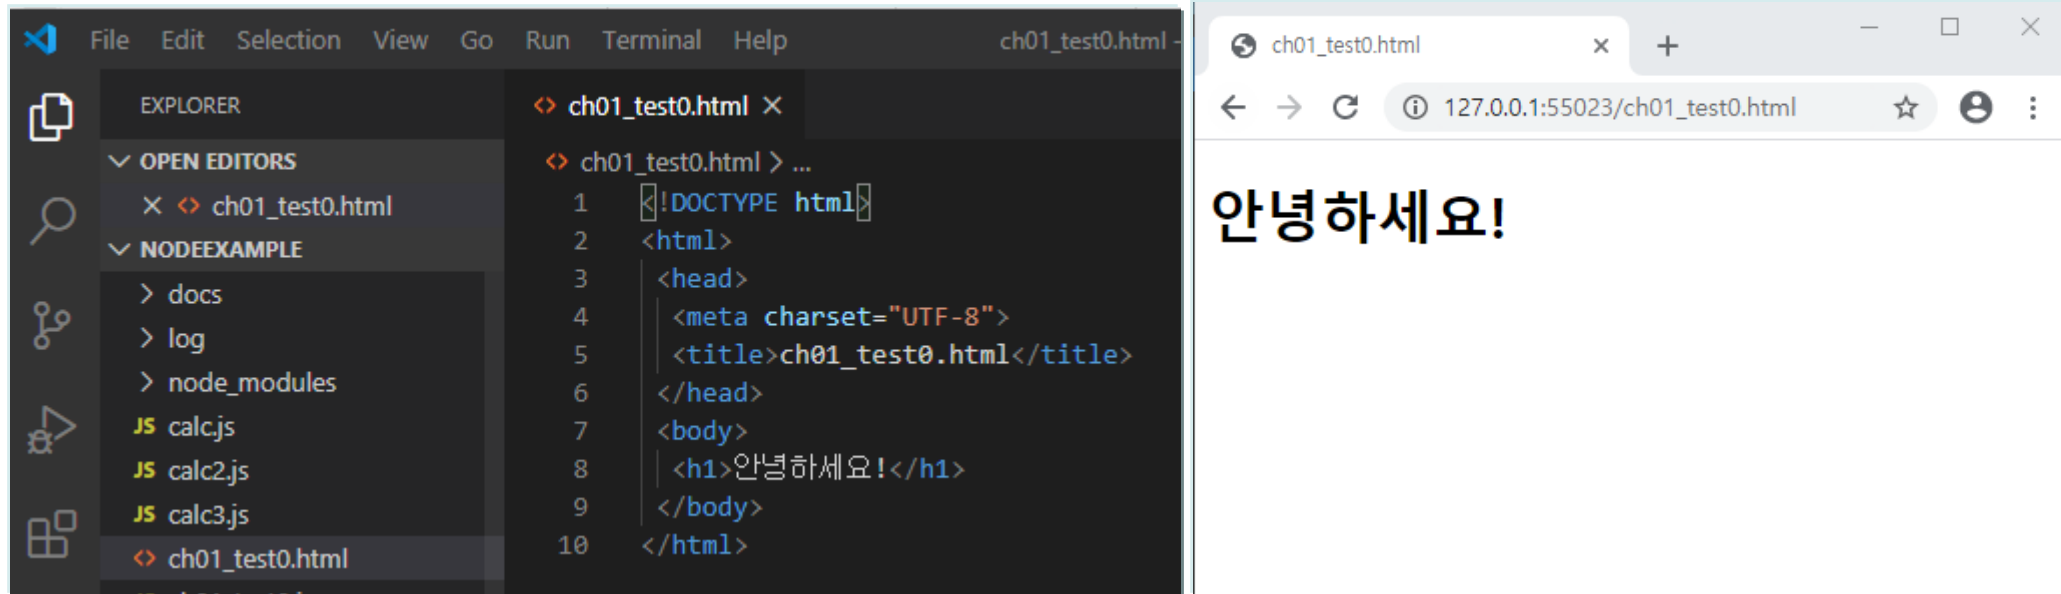 File Edit Selection View Go Run Terminal Help ch01_test0.html -
EXPLORER
OPEN EDITORS
ch01_test0.html
NODEEXAMPLE
docs
log
node_modules
JS calc.js
JS calc2.js
JS calc3.js
ch01_test0.html
ch01_test0.html
ch01_test0.html > ...
1 <!DOCTYPE html>
2 <html>
3 <head>
4 <meta charset="UTF-8">
5 <title>ch01_test0.html</title>
6 </head>
7 <body>
8 <h1>안녕하세요!</h1>
9 </body>
10 </html>
ch01_test0.html
127.0.0.1:55023/ch01_test0.html
안녕하세요!